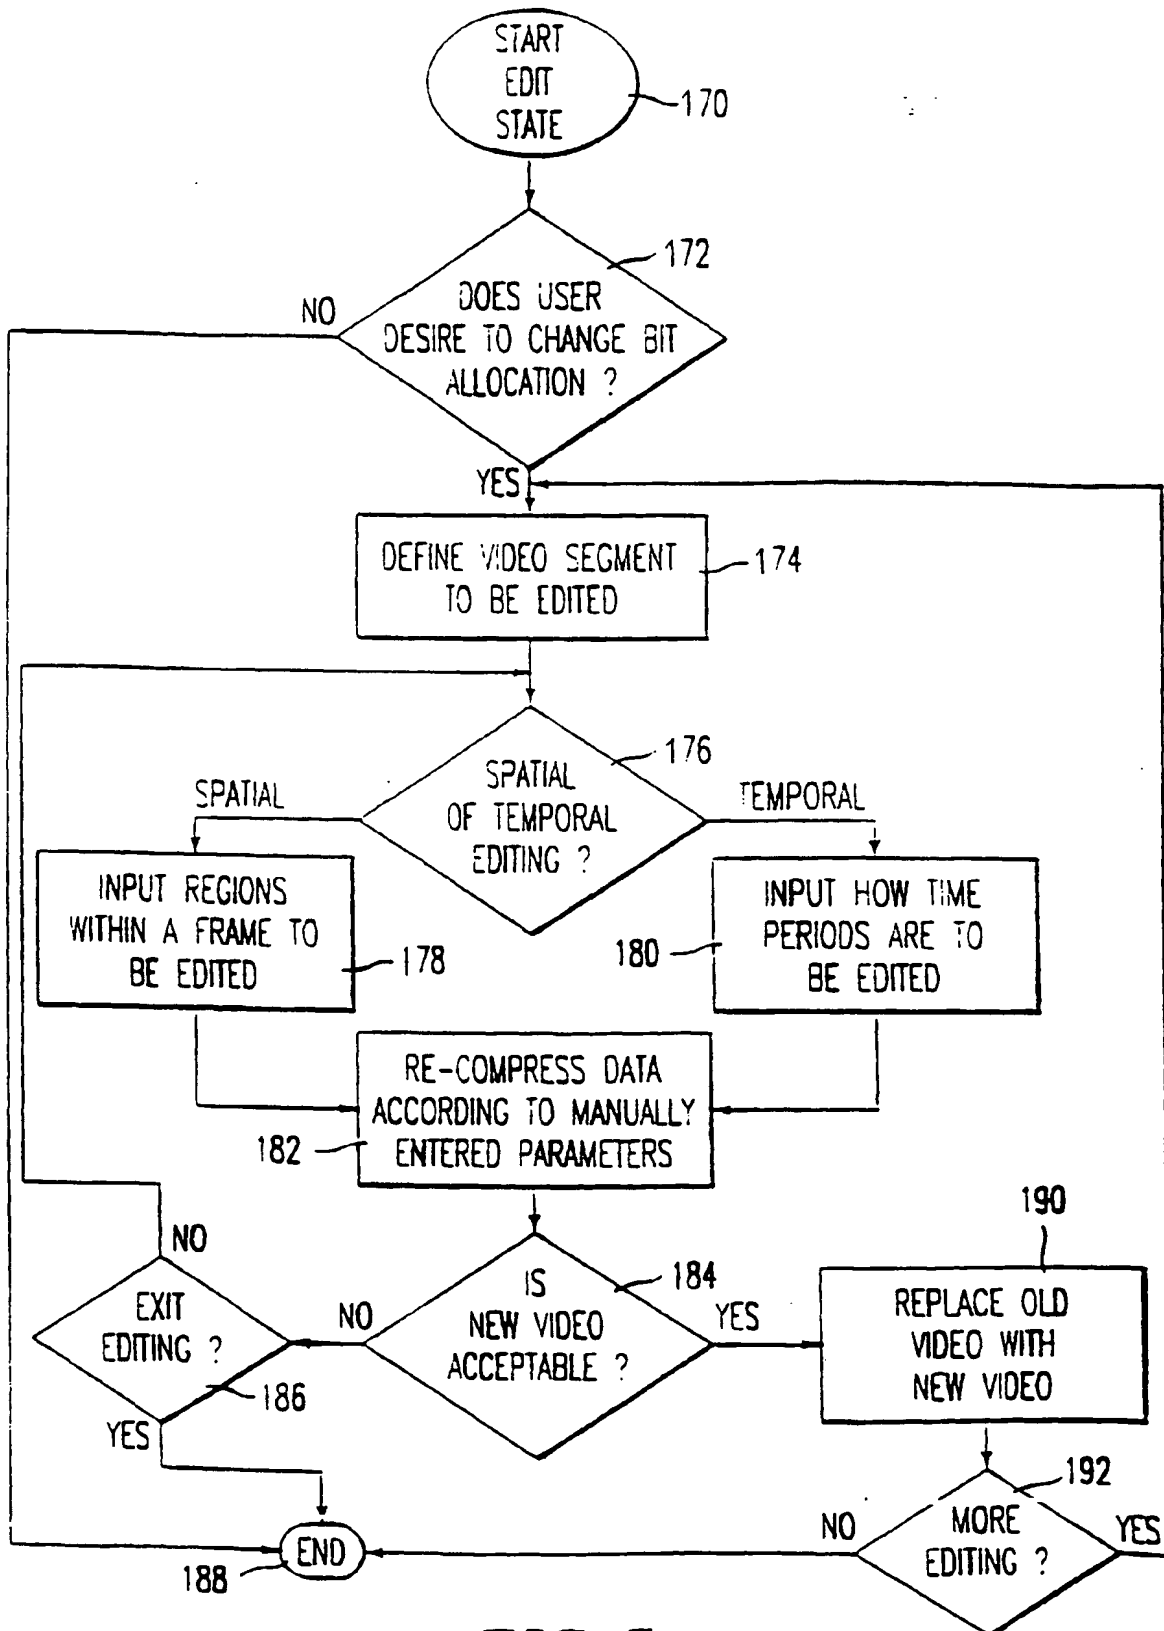 START
EDIT
STATE
170
172
DOES USER
DESIRE TO CHANGE BIT
ALLOCATION ?
NO
YES
DEFINE VIDEO SEGMENT
TO BE EDITED
174
176
SPATIAL
OF TEMPORAL
EDITING ?
SPATIAL
TEMPORAL
INPUT REGIONS
WITHIN A FRAME TO
BE EDITED
178
INPUT HOW TIME
PERIODS ARE TO
BE EDITED
180
RE-COMPRESS DATA
ACCORDING TO MANUALLY
ENTERED PARAMETERS
182
IS
NEW VIDEO
ACCEPTABLE ?
184
NO
YES
EXIT
EDITING ?
186
NO
YES
190
REPLACE OLD
VIDEO WITH
NEW VIDEO
192
MORE
EDITING ?
NO
YES
END
188